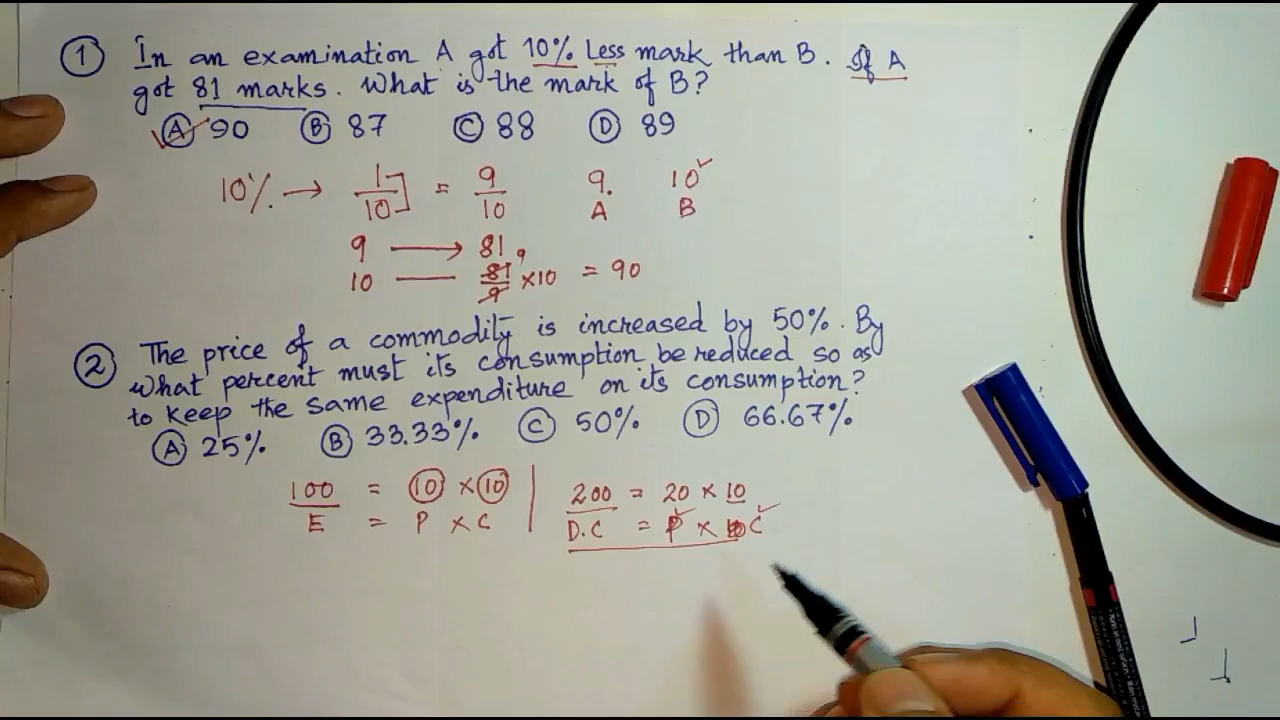 ① In an examination A got 10% Less mark than B. If A
got 81 marks. What is the mark of B?
Ⓐ 90 Ⓑ 87 Ⓒ 88 Ⓓ 89
10% → 1/10 = 9/10 9 10
A B
9 → 81
10 — 81/9 9 ×10 = 90
② The price of a commodity is increased by 50%. By
what percent must its consumption be reduced so as
to keep the same expenditure on its consumption?
Ⓐ 25% Ⓑ 33.33% Ⓒ 50% Ⓓ 66.67%
100 = 10 × 10 | 200 = 20 × 10
E = P × C | D.C = P × C